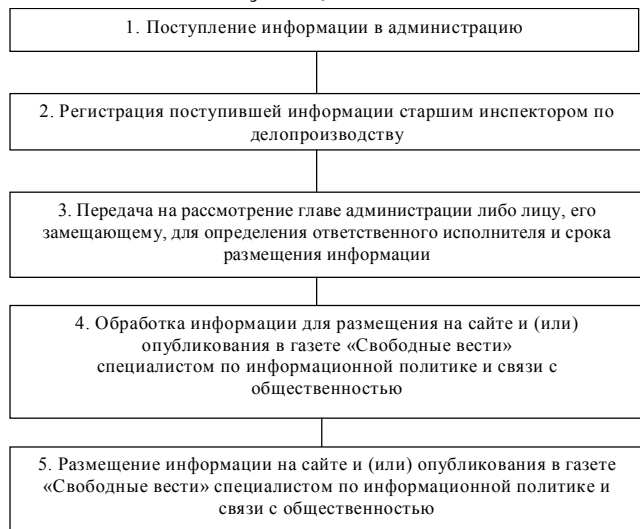 1. Поступление информации в администрацию
2. Регистрация поступившей информации старшим инспектором по
делопроизводству
3. Передача на рассмотрение главе администрации либо лицу, его
замещающему, для определения ответственного исполнителя и срока
размещения информации
4. Обработка информации для размещения на сайте и (или)
опубликования в газете «Свободные вести»
специалистом по информационной политике и связи с
общественностью
5. Размещение информации на сайте и (или) опубликования в газете
«Свободные вести» специалистом по информационной политике и
связи с общественностью